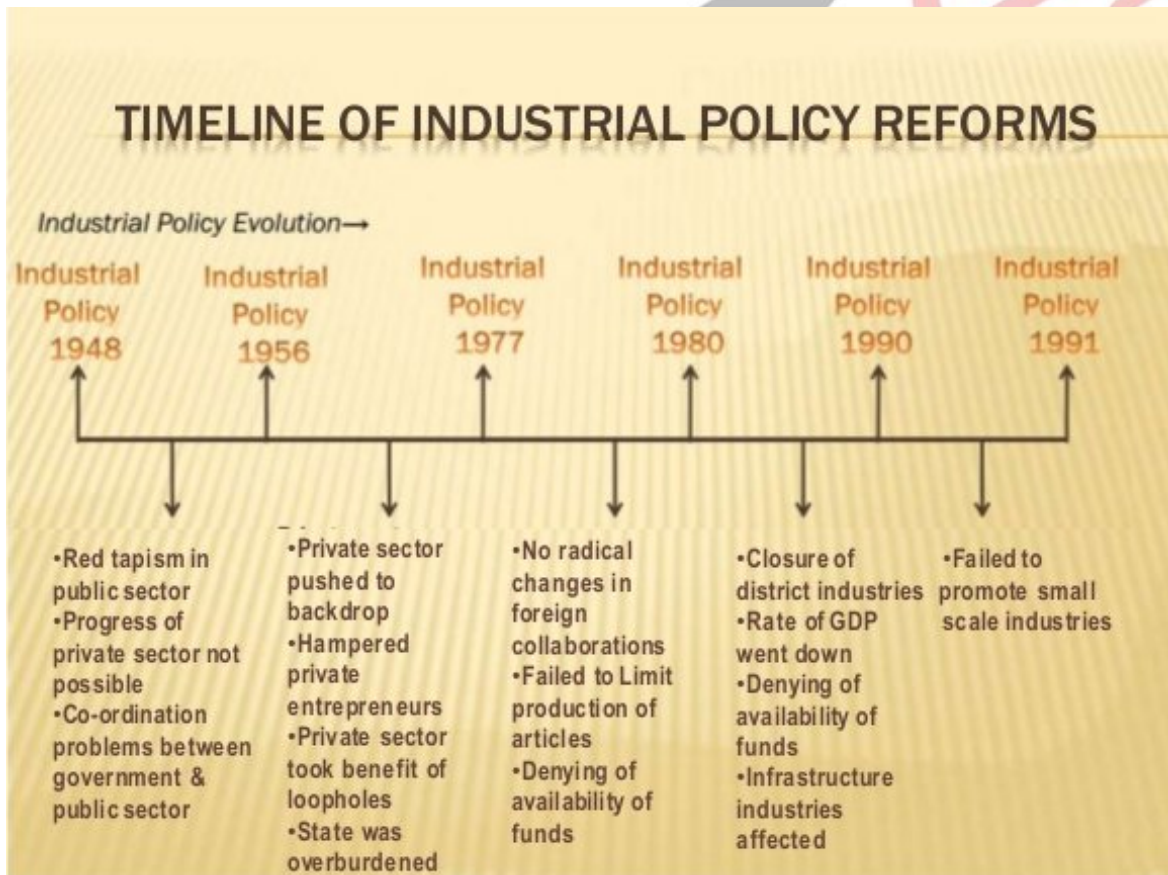 TIMELINE OF INDUSTRIAL POLICY REFORMS
Industrial Policy Evolution→
Industrial
Policy
1948
Industrial
Policy
1956
Industrial
Policy
1977
Industrial
Policy
1980
Industrial
Policy
1990
Industrial
Policy
1991
•Red tapism in
public sector
•Progress of
private sector not
possible
•Co-ordination
problems between
government &
public sector
•Private sector
pushed to
backdrop
•Hampered
private
entrepreneurs
•Private sector
took benefit of
loopholes
•State was
overburdened
•No radical
changes in
foreign
collaborations
•Failed to Limit
production of
articles
•Denying of
availability of
funds
•Closure of
district industries
•Rate of GDP
went down
•Denying of
availability of
funds
•Infrastructure
industries
affected
•Failed to
promote small
scale industries